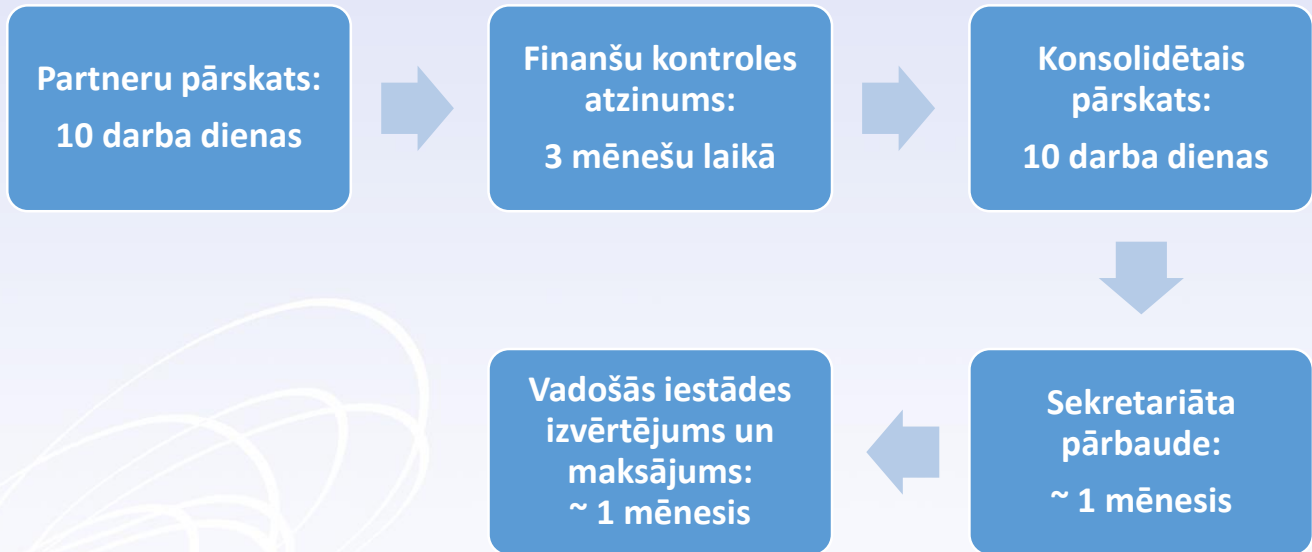 Partneru pārskats:
10 darba dienas
Finanšu kontroles
atzinums:
3 mēnešu laikā
Konsolidētais
pārskats:
10 darba dienas
Sekretariāta
pārbaude:
~ 1 mēnesis
Vadošās iestādes
izvērtējums un
maksājums:
~ 1 mēnesis